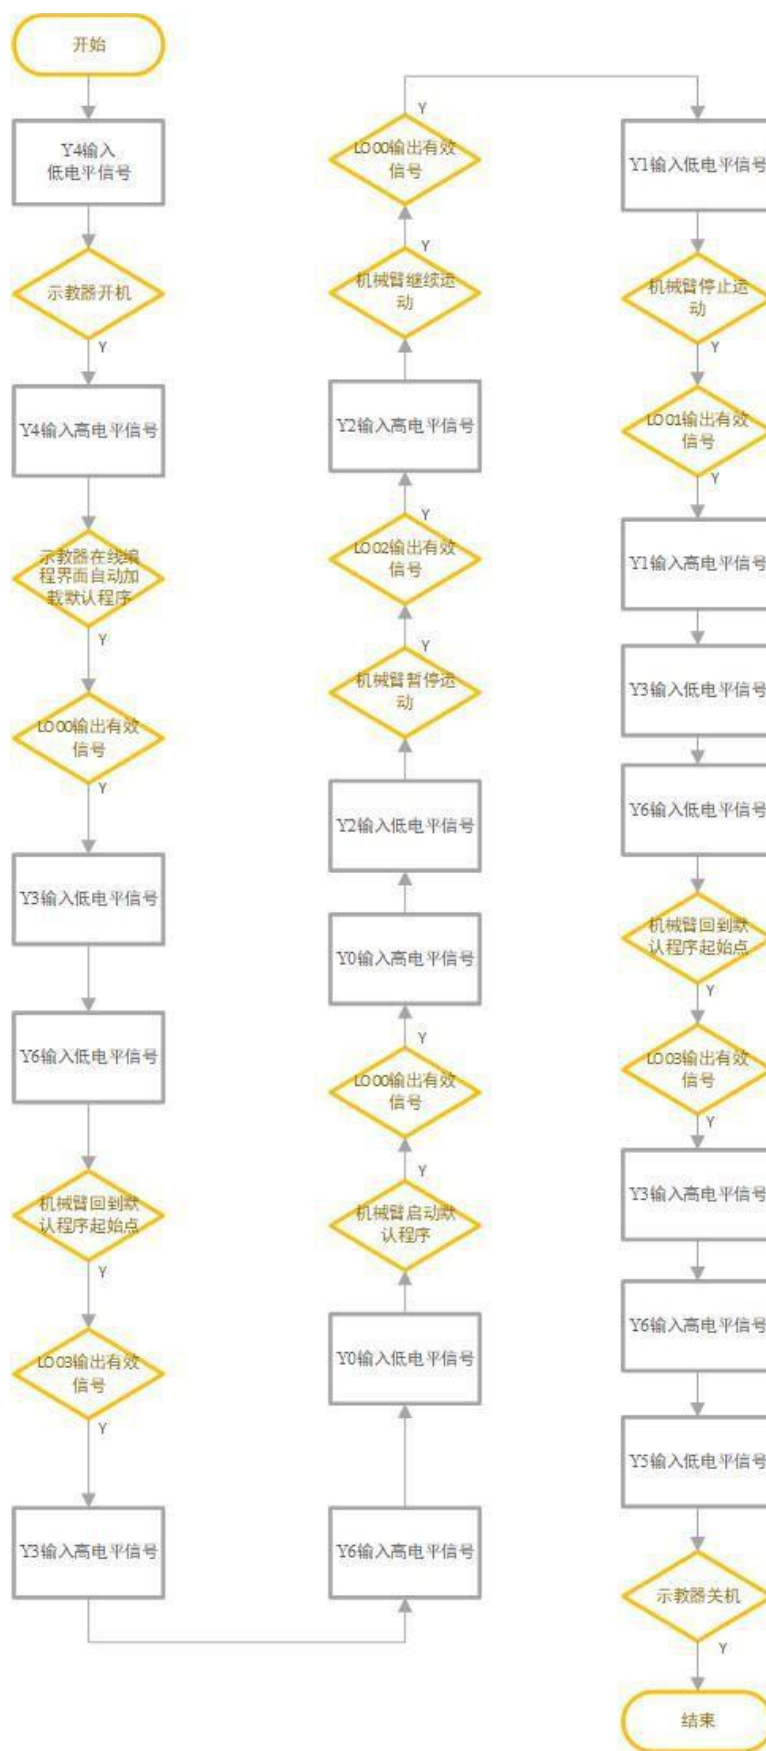 开始
Y4输入
低电平信号
示教器开机
Y
Y4输入高电平信号
示教器在线编
程界面自动加
载默认程序
Y
LO00输出有效
信号
Y
Y3输入低电平信号
Y6输入低电平信号
机械臂回到默
认程序起始点
Y
LO03输出有效
信号
Y
Y3输入高电平信号
Y6输入高电平信号
Y0输入低电平信号
机械臂启动默
认程序
Y
LO00输出有效
信号
Y
Y0输入高电平信号
Y2输入低电平信号
机械臂暂停运
动
Y
LO02输出有效
信号
Y
Y2输入高电平信号
机械臂继续运
动
Y
LO00输出有效
信号
Y
Y1输入低电平信号
机械臂停止运
动
Y
LO01输出有效
信号
Y
Y1输入高电平信号
Y3输入低电平信号
Y6输入低电平信号
机械臂回到默
认程序起始点
Y
LO03输出有效
信号
Y
Y3输入高电平信号
Y6输入高电平信号
Y5输入低电平信号
示教器关机
Y
结束